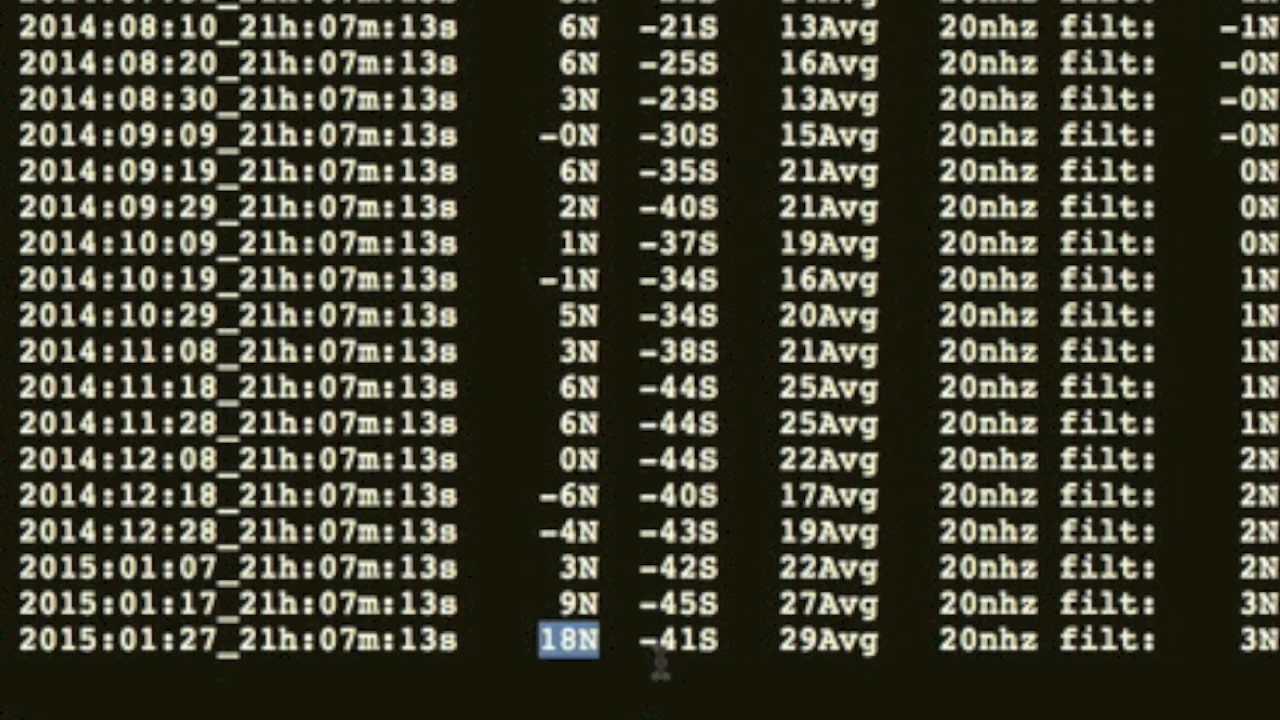 2014:08:10_21h:07m:13s 6N -21S 13Avg 20nhz filt: -1N
2014:08:20_21h:07m:13s 6N -25S 16Avg 20nhz filt: -0N
2014:08:30_21h:07m:13s 3N -23S 13Avg 20nhz filt: -0N
2014:09:09_21h:07m:13s -0N -30S 15Avg 20nhz filt: -0N
2014:09:19_21h:07m:13s 6N -35S 21Avg 20nhz filt: 0N
2014:09:29_21h:07m:13s 2N -40S 21Avg 20nhz filt: 0N
2014:10:09_21h:07m:13s 1N -37S 19Avg 20nhz filt: 0N
2014:10:19_21h:07m:13s -1N -34S 16Avg 20nhz filt: 1N
2014:10:29_21h:07m:13s 5N -34S 20Avg 20nhz filt: 1N
2014:11:08_21h:07m:13s 3N -38S 21Avg 20nhz filt: 1N
2014:11:18_21h:07m:13s 6N -44S 25Avg 20nhz filt: 1N
2014:11:28_21h:07m:13s 6N -44S 25Avg 20nhz filt: 1N
2014:12:08_21h:07m:13s 0N -44S 22Avg 20nhz filt: 2N
2014:12:18_21h:07m:13s -6N -40S 17Avg 20nhz filt: 2N
2014:12:28_21h:07m:13s -4N -43S 19Avg 20nhz filt: 2N
2015:01:07_21h:07m:13s 3N -42S 22Avg 20nhz filt: 2N
2015:01:17_21h:07m:13s 9N -45S 27Avg 20nhz filt: 3N
2015:01:27_21h:07m:13s 18N -41S 29Avg 20nhz filt: 3N